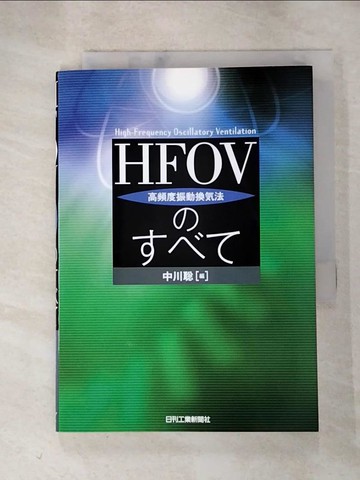 High-Frequency Oscillatory Ventilation
HFOV
高頻度振動換気法
の
すべて
中川聡[編]
日刊工業新聞社